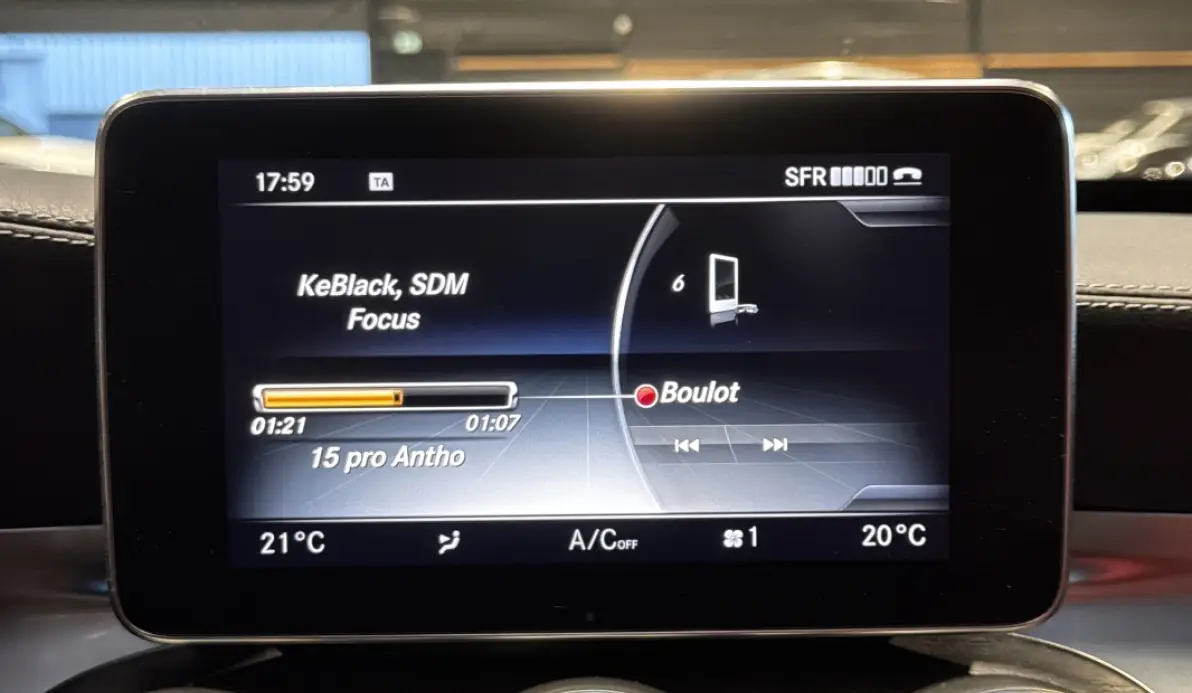 17:59 TA SFR
KeBlack, SDM
Focus
6
Boulot
01:21 01:07
15 pro Antho
21°C A/C OFF 1 20°C